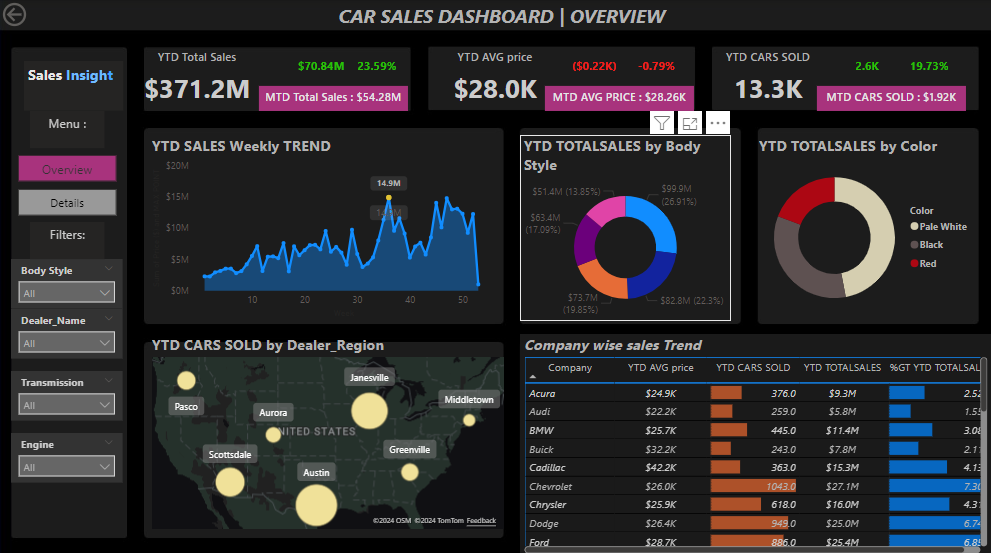 CAR SALES DASHBOARD | OVERVIEW
Sales Insight
Menu :
Overview
Details
Filters:
Body Style
All
Dealer_Name
All
Transmission
All
Engine
All
YTD Total Sales
$70.84M 23.59%
$371.2M
MTD Total Sales : $54.28M
YTD AVG price
($0.22K) -0.79%
$28.0K
MTD AVG PRICE : $28.26K
YTD CARS SOLD
2.6K 19.73%
13.3K
MTD CARS SOLD : $1.92K
YTD SALES Weekly TREND
$20M
$15M
$10M
$5M
$0M
14.9M
10 20 30 40 50
YTD TOTALSALES by Body
Style
$51.4M (13.85%)
$99.9M
(26.91%)
$63.4M
(17.09%)
$73.7M
(19.85%)
$82.8M (22.3%)
YTD TOTALSALES by Color
Color
Pale White
Black
Red
YTD CARS SOLD by Dealer_Region
Janesville
Pasco
Middletown
Aurora
UNITED STATES
Greenville
Scottsdale
Austin
©2024 OSM ©2024 TomTom Feedback
Company wise sales Trend
Company YTD AVG price YTD CARS SOLD YTD TOTALSALES %GT YTD TOTALSAL
Acura $24.9K 376.0 $9.3M 2.52
Audi $22.2K 259.0 $5.8M
BMW $25.7K 445.0 $11.4M 3.08
Buick $32.2K 243.0 $7.8M 2.1
Cadillac $42.2K 363.0 $15.3M 4.13
Chevrolet $26.0K 1043.0 $27.1M 7.30
Chrysler $25.9K 618.0 $16.0M 4.31
Dodge $26.4K 949.0 $25.0M 6.74
Ford $28.7K 886.0 $25.4M 6.85